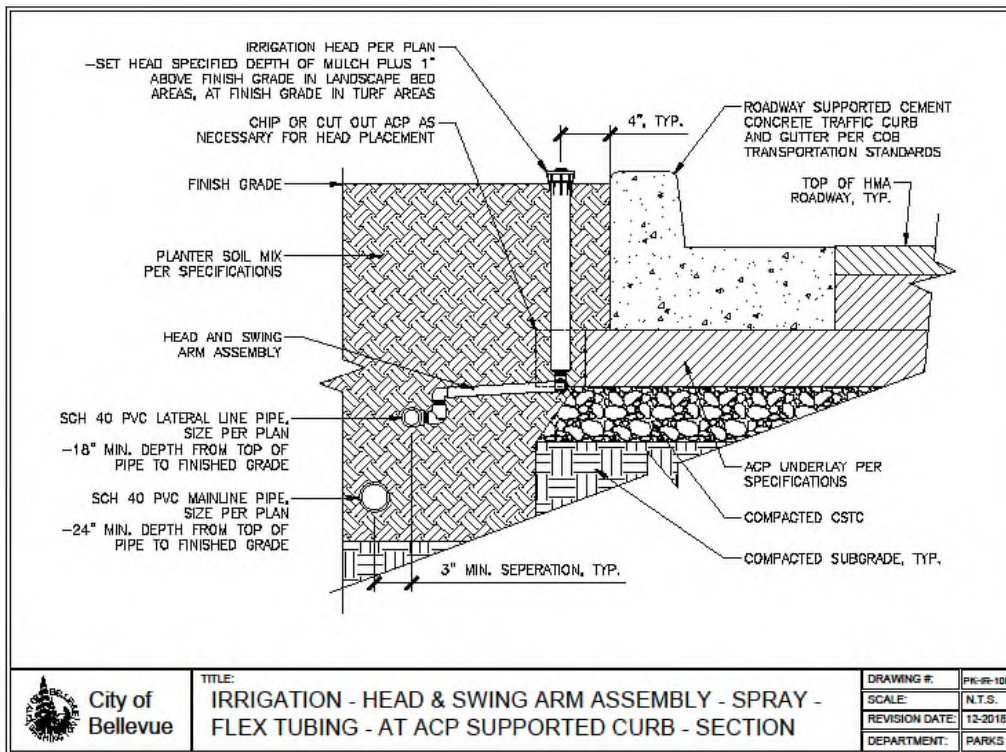 IRRIGATION HEAD PER PLAN
-SET HEAD SPECIFIED DEPTH OF MULCH PLUS 1"
ABOVE FINISH GRADE IN LANDSCAPE BED
AREAS, AT FINISH GRADE IN TURF AREAS
CHIP OR CUT OUT ACP AS
NECESSARY FOR HEAD PLACEMENT
4", TYP.
ROADWAY SUPPORTED CEMENT
CONCRETE TRAFFIC CURB
AND GUTTER PER COB
TRANSPORTATION STANDARDS
FINISH GRADE
TOP OF HMA
ROADWAY, TYP.
PLANTER SOIL MIX
PER SPECIFICATIONS
HEAD AND SWING
ARM ASSEMBLY
SCH 40 PVC LATERAL LINE PIPE,
SIZE PER PLAN
-18" MIN. DEPTH FROM TOP OF
PIPE TO FINISHED GRADE
SCH 40 PVC MAINLINE PIPE,
SIZE PER PLAN
-24" MIN. DEPTH FROM TOP OF
PIPE TO FINISHED GRADE
ACP UNDERLAY PER
SPECIFICATIONS
COMPACTED CSTC
COMPACTED SUBGRADE, TYP.
3" MIN. SEPERATION, TYP.
City of
Bellevue
TITLE:
IRRIGATION - HEAD & SWING ARM ASSEMBLY - SPRAY -
FLEX TUBING - AT ACP SUPPORTED CURB - SECTION
DRAWING #:
SCALE: N.T.S.
REVISION DATE: 12-2018
DEPARTMENT: PARKS